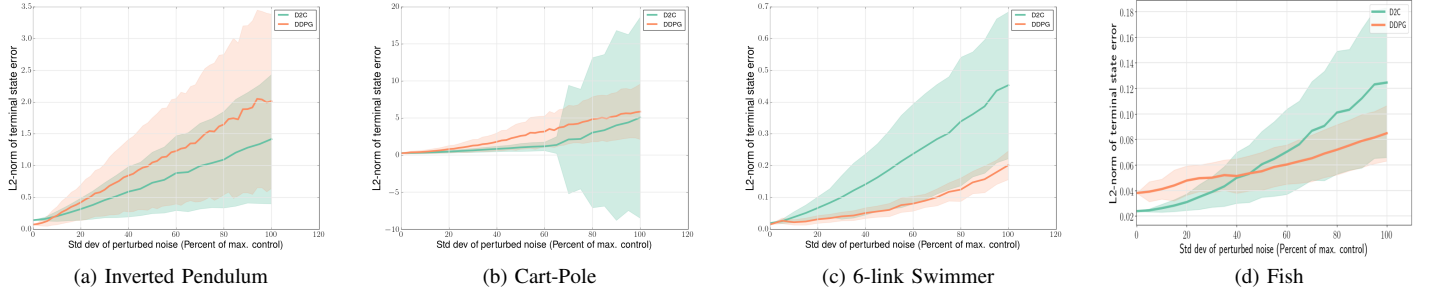 L2-norm of terminal state error
3.5
3.0
2.5
2.0
1.5
1.0
0.5
0.0
0
20
40
60
80
100
120
Std dev of perturbed noise (Percent of max. control)
D2C
DDPG
(a) Inverted Pendulum
L2-norm of terminal state error
20
15
10
5
0
−5
−10
0
20
40
60
80
100
120
Std dev of perturbed noise (Percent of max. control)
D2C
DDPG
(b) Cart-Pole
L2-norm of terminal state error
0.7
0.6
0.5
0.4
0.3
0.2
0.1
0.0
0
20
40
60
80
100
120
Std dev of perturbed noise (Percent of max. control)
D2C
DDPG
(c) 6-link Swimmer
L2-norm of terminal state error
0.18
0.16
0.14
0.12
0.10
0.08
0.06
0.04
0.02
0
20
40
60
80
100
Std dev of perturbed noise (Percent of max. control)
D2C
DDPG
(d) Fish